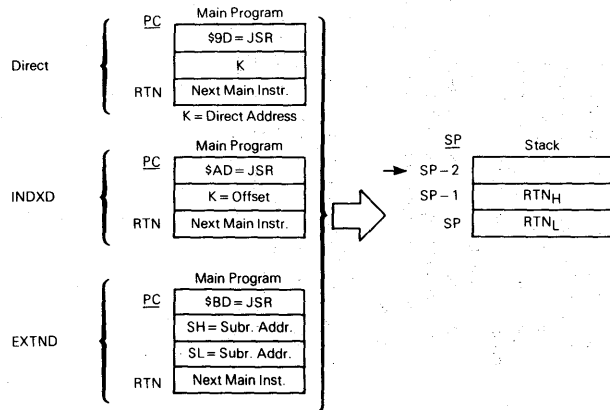 Direct
PC
Main Program
$9D = JSR
K
RTN
Next Main Instr.
K = Direct Address
INDXD
PC
Main Program
$AD = JSR
K = Offset
RTN
Next Main Instr.
EXTND
PC
Main Program
$BD = JSR
SH = Subr. Addr.
SL = Subr. Addr.
RTN
Next Main Inst.
SP
Stack
SP – 2
SP – 1
RTNH
SP
RTNL